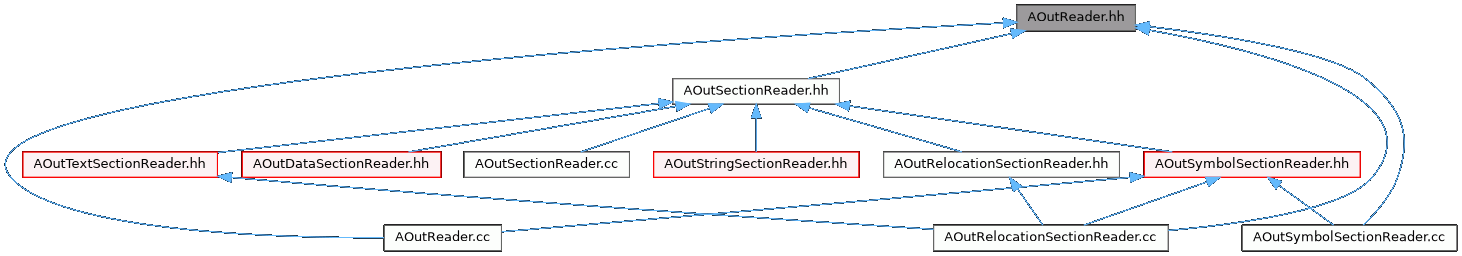 AOutReader.hh
AOutSectionReader.hh
AOutTextSectionReader.hh
AOutDataSectionReader.hh
AOutSectionReader.cc
AOutStringSectionReader.hh
AOutRelocationSectionReader.hh
AOutSymbolSectionReader.hh
AOutReader.cc
AOutRelocationSectionReader.cc
AOutSymbolSectionReader.cc